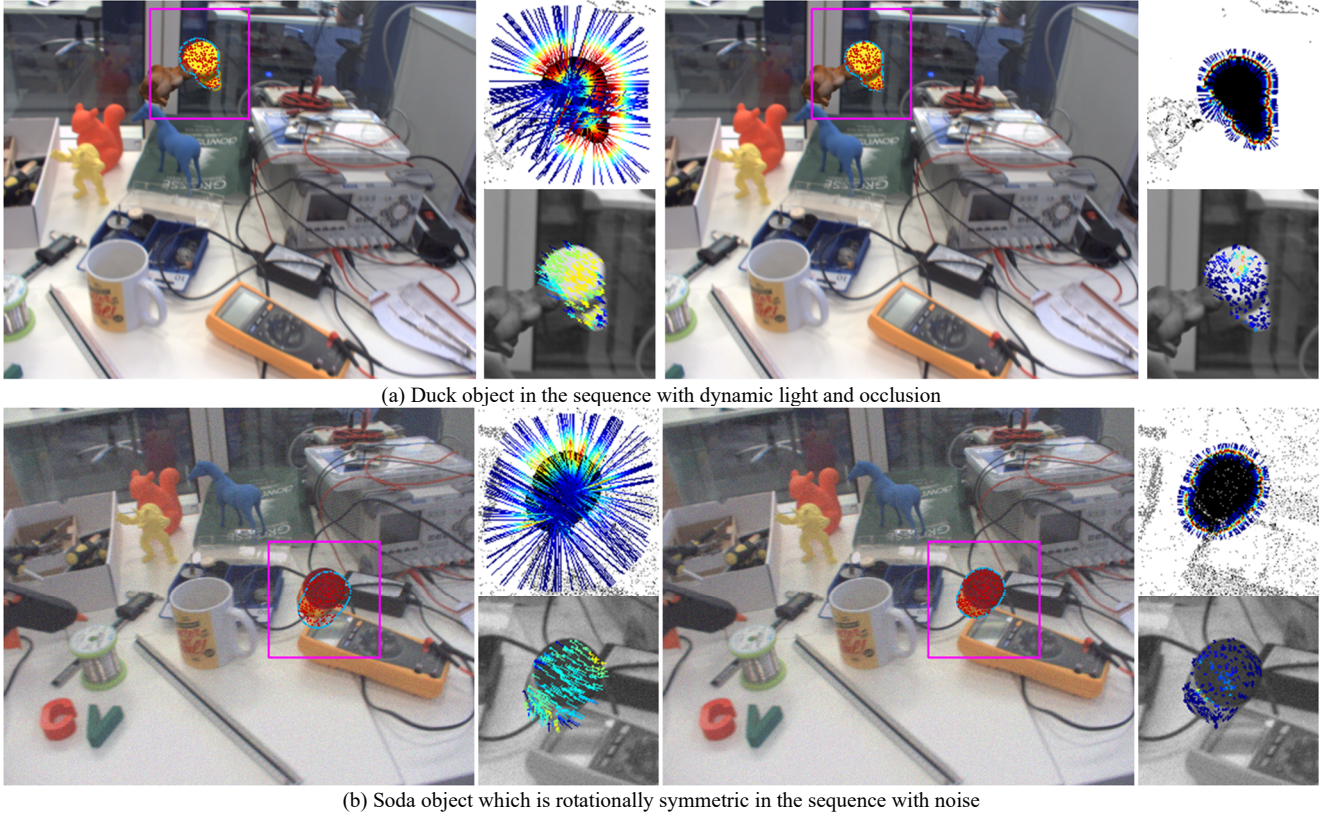 (a) Duck object in the sequence with dynamic light and occlusion
(b) Soda object which is rotationally symmetric in the sequence with noise